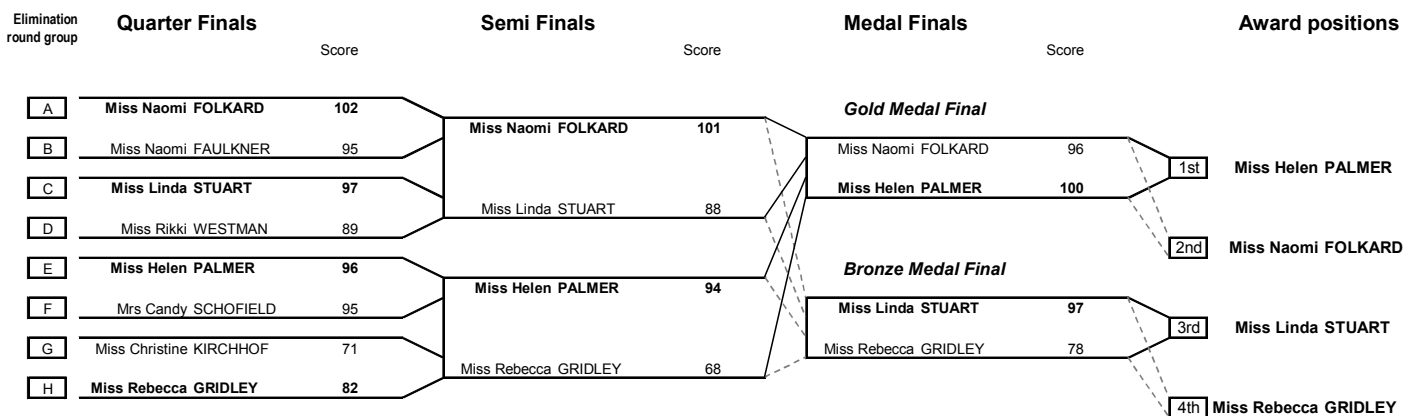 Elimination round group Quarter Finals Semi Finals Medal Finals Award positions
Score Score Score
A Miss Naomi FOLKARD 102
B Miss Naomi FAULKNER 95
C Miss Linda STUART 97
D Miss Rikki WESTMAN 89
E Miss Helen PALMER 96
F Mrs Candy SCHOFIELD 95
G Miss Christine KIRCHHOF 71
H Miss Rebecca GRIDLEY 82
Miss Naomi FOLKARD 101
Miss Linda STUART 88
Miss Helen PALMER 94
Miss Rebecca GRIDLEY 68
Gold Medal Final
Miss Naomi FOLKARD 96
Miss Helen PALMER 100
Bronze Medal Final
Miss Linda STUART 97
Miss Rebecca GRIDLEY 78
1st Miss Helen PALMER
2nd Miss Naomi FOLKARD
3rd Miss Linda STUART
4th Miss Rebecca GRIDLEY